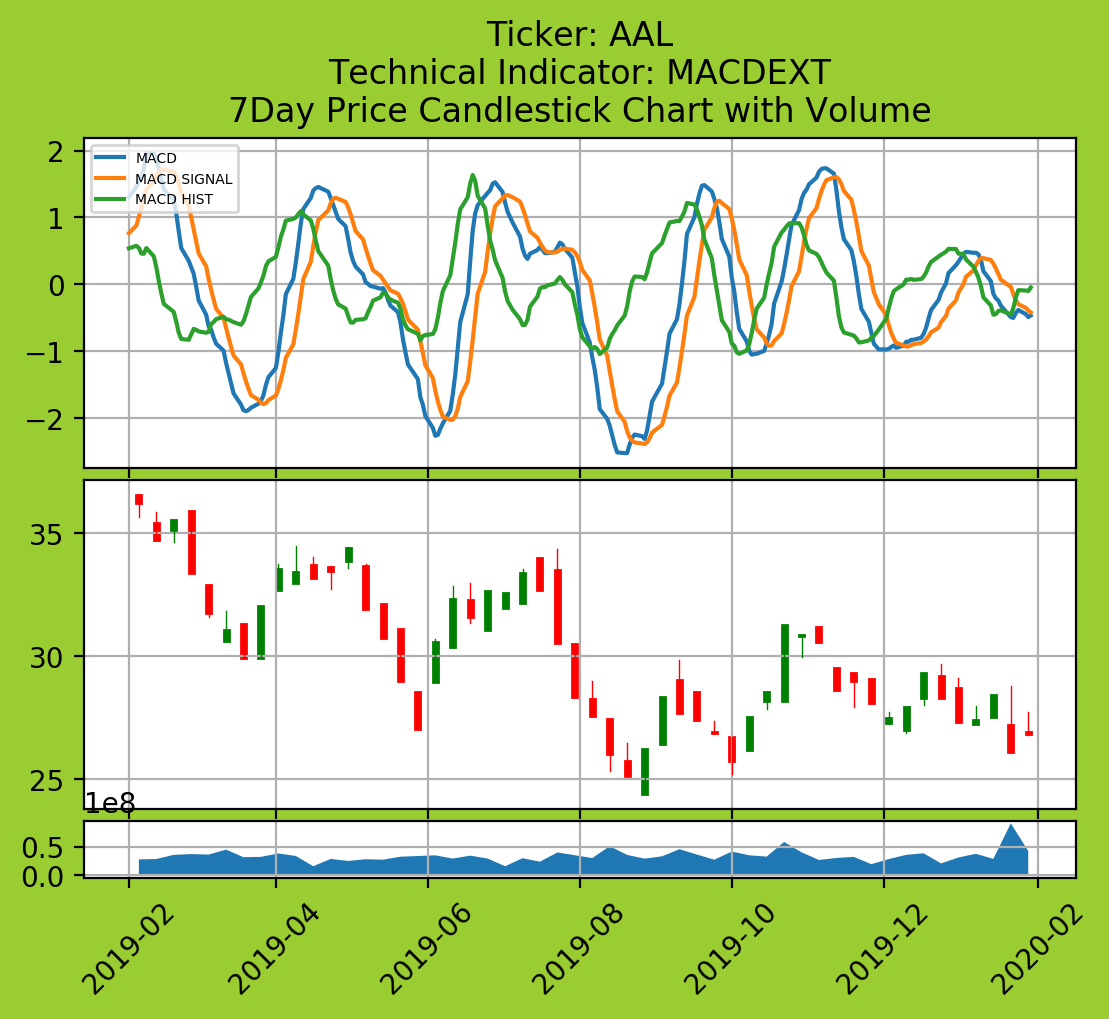 Ticker: AAL
Technical Indicator: MACDEXT
7Day Price Candlestick Chart with Volume
MACD
MACD SIGNAL
MACD HIST
2
1
0
−1
−2
35
30
25
1e8
0.5
0.0
2019-02
2019-04
2019-06
2019-08
2019-10
2019-12
2020-02